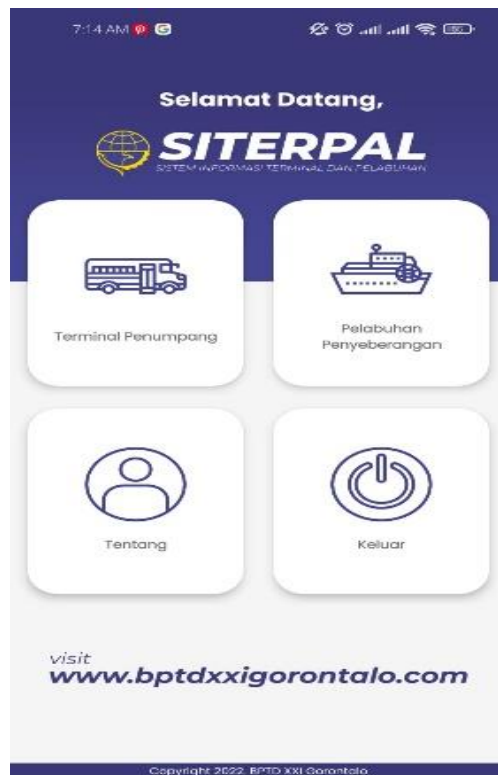 7:14 AM
Selamat Datang,
SITERPAL
SISTEM INFORMASI TERMINAL DAN PELABUHAN
Terminal Penumpang
Pelabuhan
Penyeberangan
Tentang
Keluar
visit
www.bptdxxigorontalo.com
Copyright 2022. BPTD XXI Gorontalo